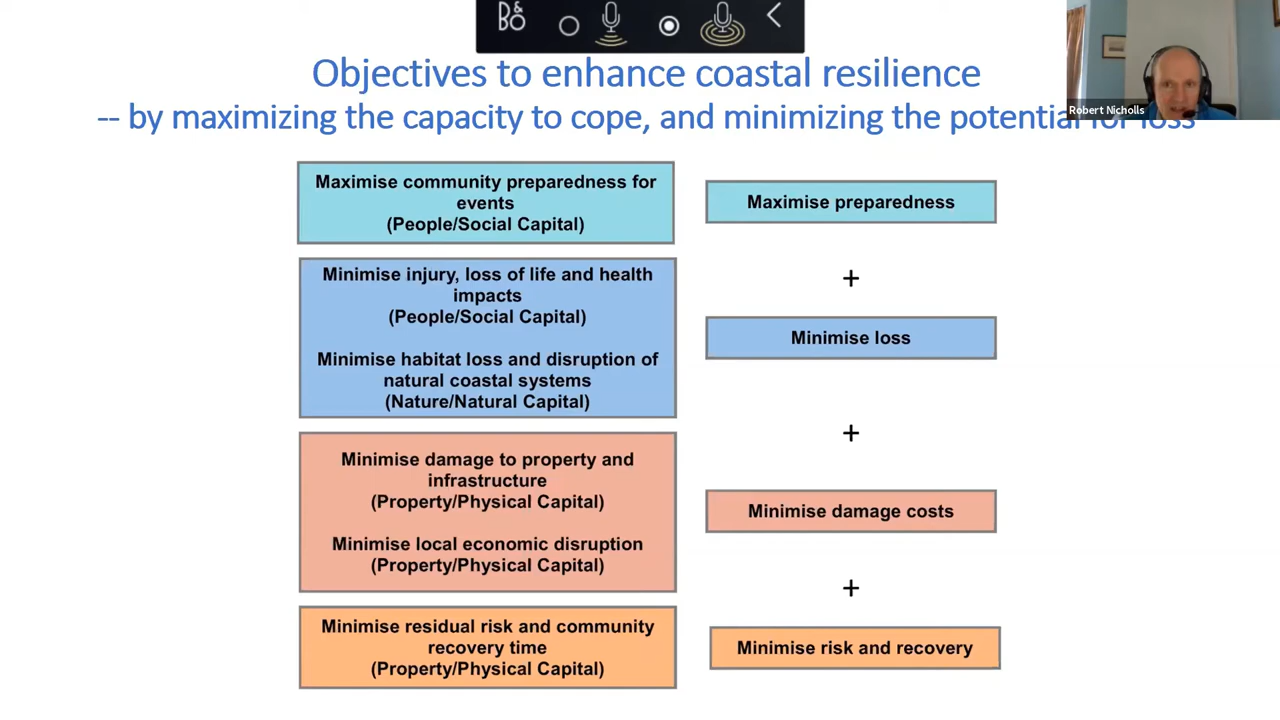 B&O
Objectives to enhance coastal resilience
-- by maximizing the capacity to cope, and minimizing the potential for loss
Robert Nicholls
Maximise community preparedness for
events
(People/Social Capital)
Maximise preparedness
+
Minimise injury, loss of life and health
impacts
(People/Social Capital)
Minimise habitat loss and disruption of
natural coastal systems
(Nature/Natural Capital)
Minimise loss
+
Minimise damage to property and
infrastructure
(Property/Physical Capital)
Minimise local economic disruption
(Property/Physical Capital)
Minimise damage costs
+
Minimise residual risk and community
recovery time
(Property/Physical Capital)
Minimise risk and recovery